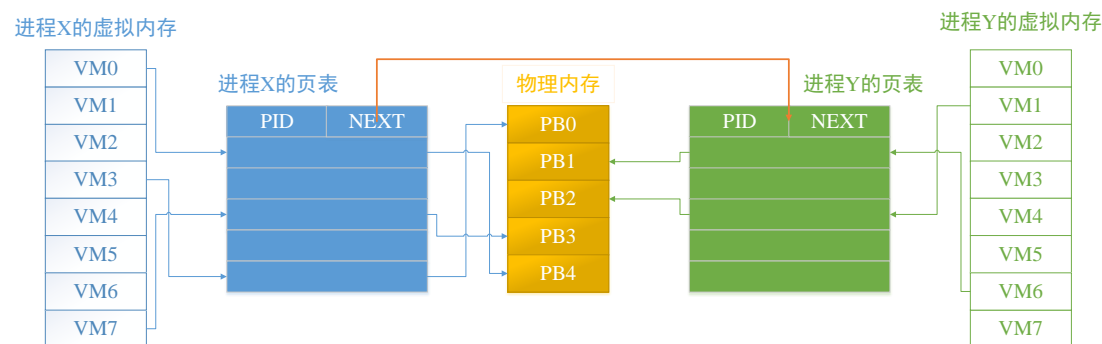 进程X的虚拟内存
VM0
VM1
VM2
VM3
VM4
VM5
VM6
VM7
进程X的页表
PID NEXT
物理内存
PB0
PB1
PB2
PB3
PB4
进程Y的页表
PID NEXT
进程Y的虚拟内存
VM0
VM1
VM2
VM3
VM4
VM5
VM6
VM7